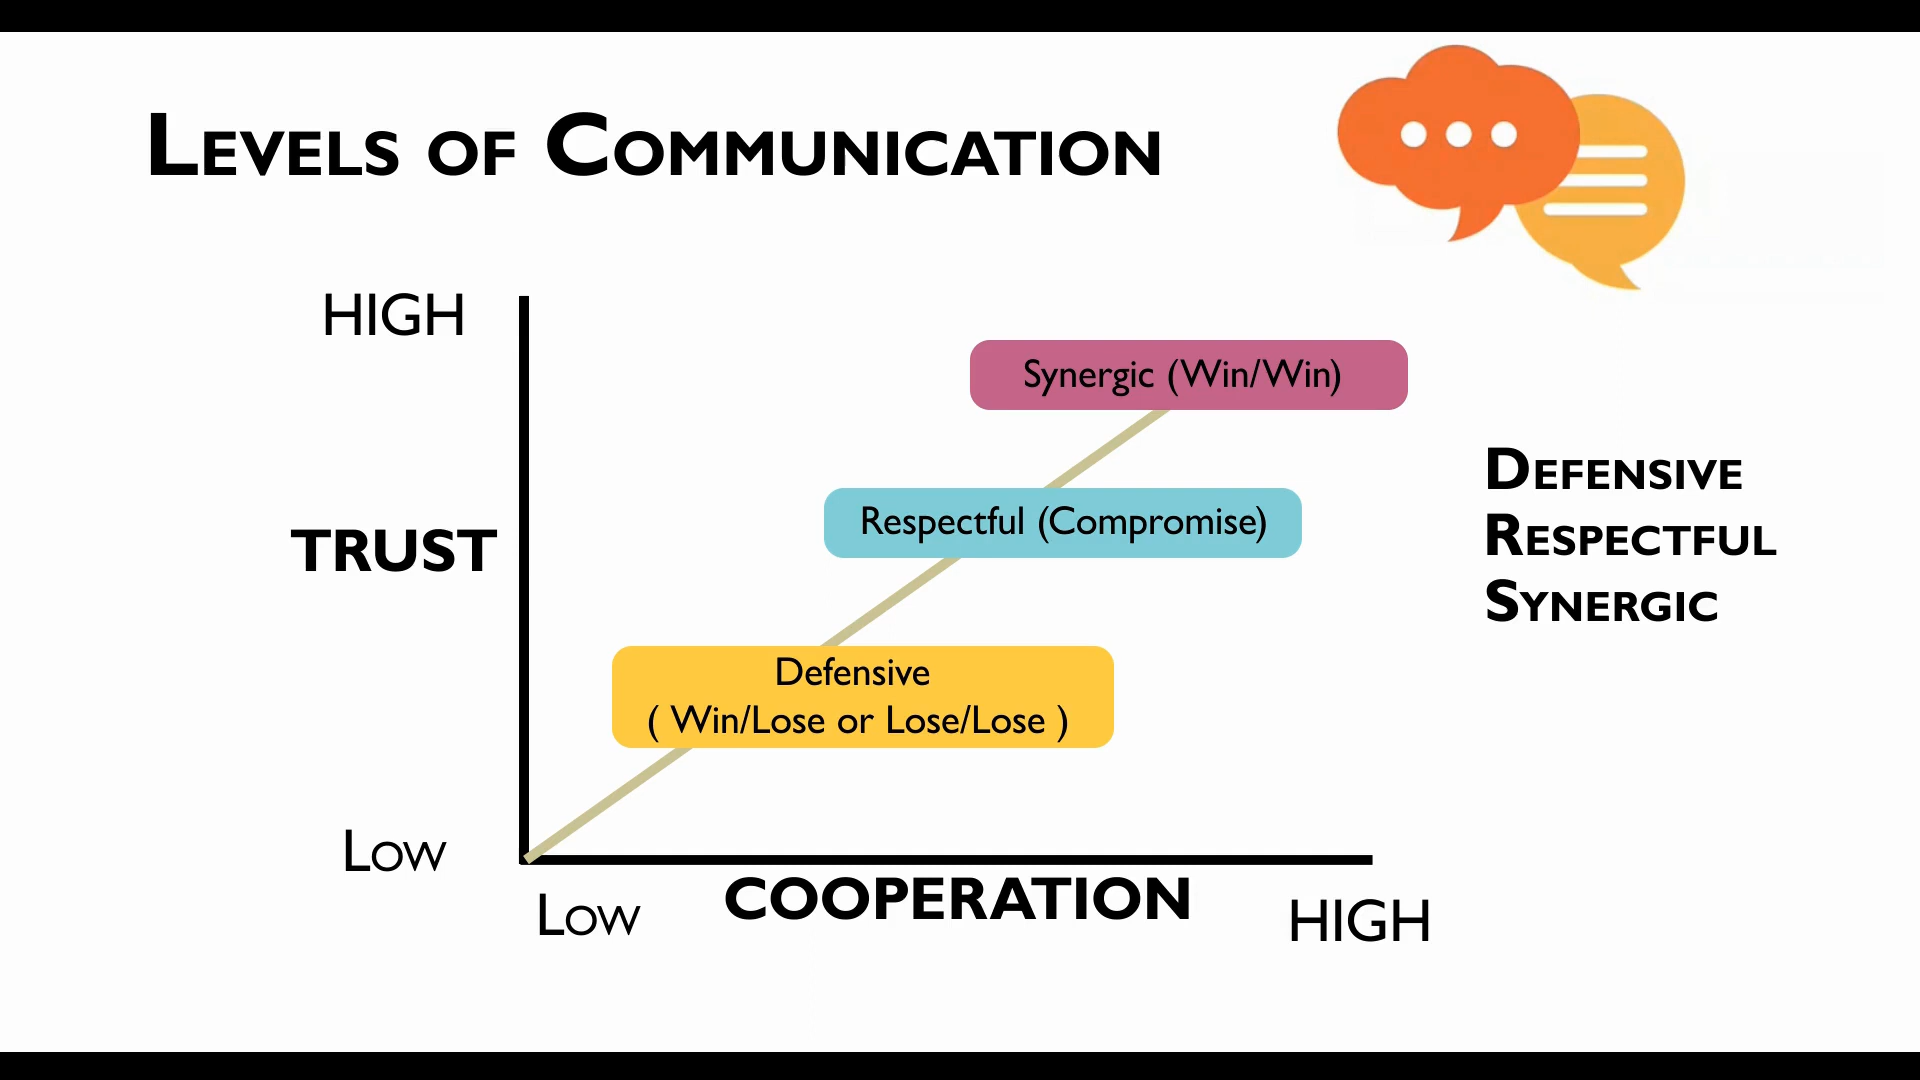 Levels of Communication
HIGH
Synergic (Win/Win)
Respectful (Compromise)
TRUST
Defensive
( Win/Lose or Lose/Lose )
Low
Low
COOPERATION
HIGH
Defensive
Respectful
Synergic